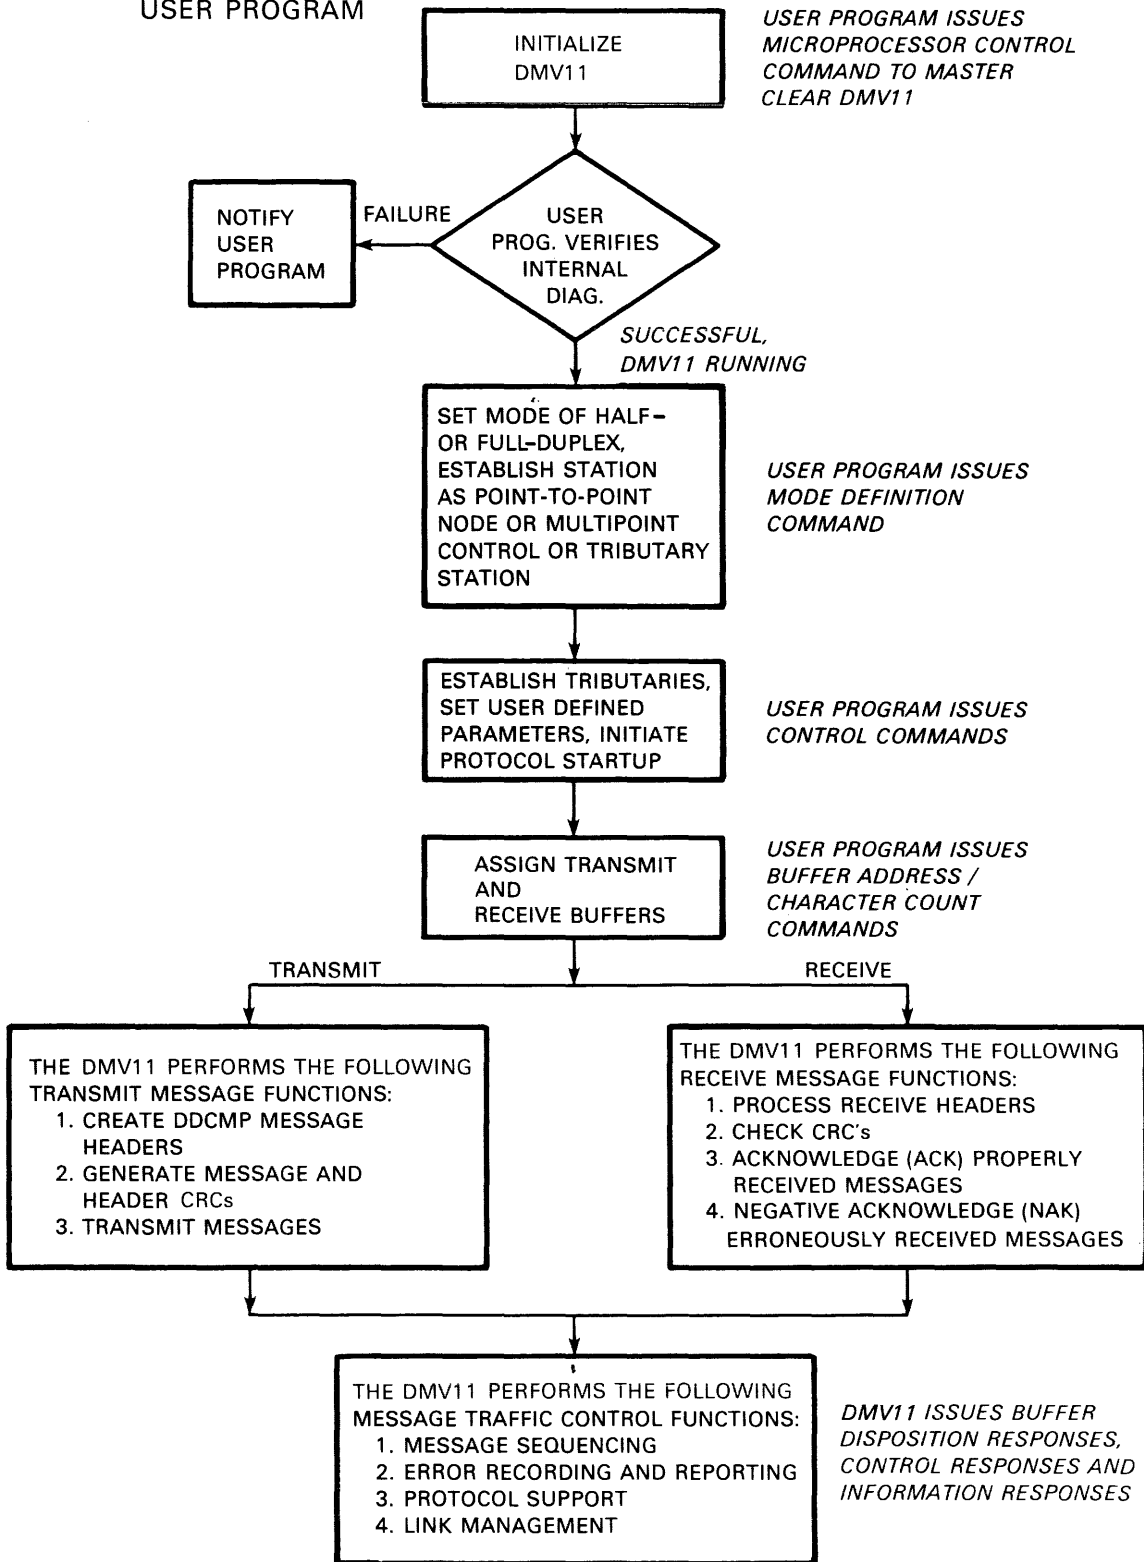 USER PROGRAM
INITIALIZE
DMV11
USER PROGRAM ISSUES
MICROPROCESSOR CONTROL
COMMAND TO MASTER
CLEAR DMV11
NOTIFY
USER
PROGRAM
FAILURE
USER
PROG. VERIFIES
INTERNAL
DIAG.
SUCCESSFUL,
DMV11 RUNNING
SET MODE OF HALF-
OR FULL-DUPLEX,
ESTABLISH STATION
AS POINT-TO-POINT
NODE OR MULTIPOINT
CONTROL OR TRIBUTARY
STATION
USER PROGRAM ISSUES
MODE DEFINITION
COMMAND
ESTABLISH TRIBUTARIES,
SET USER DEFINED
PARAMETERS, INITIATE
PROTOCOL STARTUP
USER PROGRAM ISSUES
CONTROL COMMANDS
ASSIGN TRANSMIT
AND
RECEIVE BUFFERS
USER PROGRAM ISSUES
BUFFER ADDRESS /
CHARACTER COUNT
COMMANDS
TRANSMIT
RECEIVE
THE DMV11 PERFORMS THE FOLLOWING
TRANSMIT MESSAGE FUNCTIONS:
1. CREATE DDCMP MESSAGE
HEADERS
2. GENERATE MESSAGE AND
HEADER CRCs
3. TRANSMIT MESSAGES
THE DMV11 PERFORMS THE FOLLOWING
RECEIVE MESSAGE FUNCTIONS:
1. PROCESS RECEIVE HEADERS
2. CHECK CRC's
3. ACKNOWLEDGE (ACK) PROPERLY
RECEIVED MESSAGES
4. NEGATIVE ACKNOWLEDGE (NAK)
ERRONEOUSLY RECEIVED MESSAGES
THE DMV11 PERFORMS THE FOLLOWING
MESSAGE TRAFFIC CONTROL FUNCTIONS:
1. MESSAGE SEQUENCING
2. ERROR RECORDING AND REPORTING
3. PROTOCOL SUPPORT
4. LINK MANAGEMENT
DMV11 ISSUES BUFFER
DISPOSITION RESPONSES,
CONTROL RESPONSES AND
INFORMATION RESPONSES